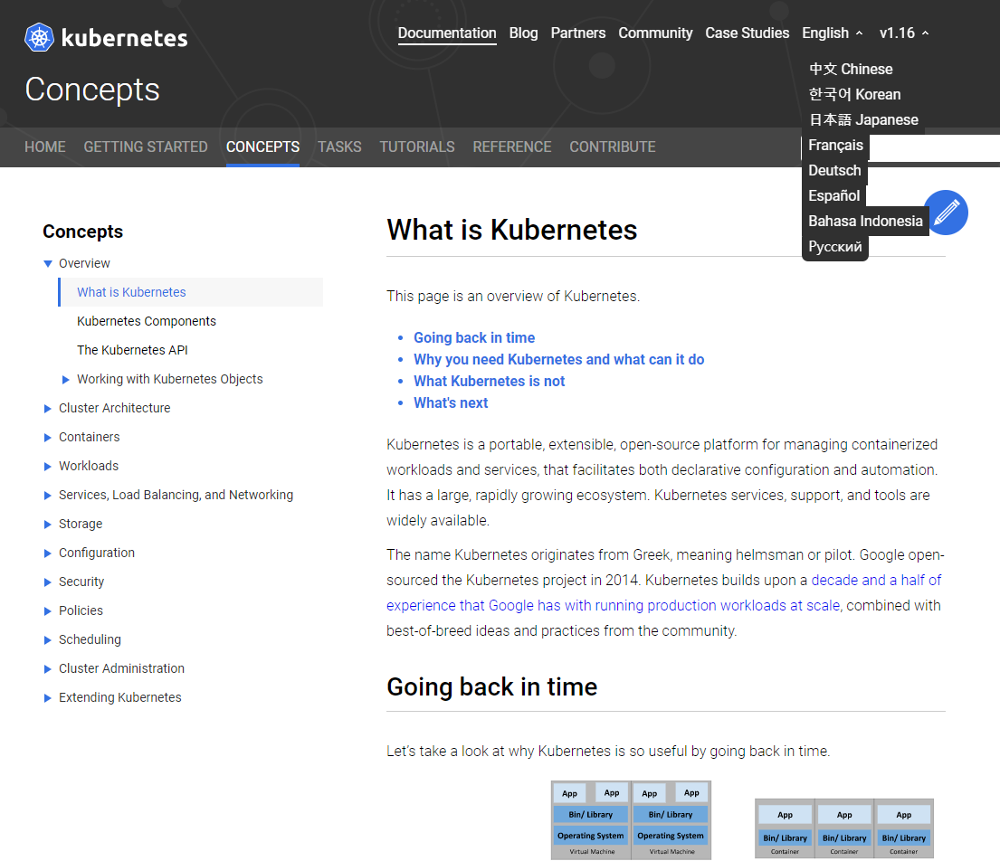 kubernetes
Documentation Blog Partners Community Case Studies English v1.16
中文 Chinese
한국어 Korean
日本語 Japanese
Français
Deutsch
Español
Bahasa Indonesia
Русский
Concepts
HOME GETTING STARTED CONCEPTS TASKS TUTORIALS REFERENCE CONTRIBUTE
Concepts
Overview
What is Kubernetes
Kubernetes Components
The Kubernetes API
Working with Kubernetes Objects
Cluster Architecture
Containers
Workloads
Services, Load Balancing, and Networking
Storage
Configuration
Security
Policies
Scheduling
Cluster Administration
Extending Kubernetes
What is Kubernetes
This page is an overview of Kubernetes.
Going back in time
Why you need Kubernetes and what can it do
What Kubernetes is not
What's next
Kubernetes is a portable, extensible, open-source platform for managing containerized
workloads and services, that facilitates both declarative configuration and automation.
It has a large, rapidly growing ecosystem. Kubernetes services, support, and tools are
widely available.
The name Kubernetes originates from Greek, meaning helmsman or pilot. Google open-
sourced the Kubernetes project in 2014. Kubernetes builds upon a decade and a half of
experience that Google has with running production workloads at scale, combined with
best-of-breed ideas and practices from the community.
Going back in time
Let's take a look at why Kubernetes is so useful by going back in time.
App App App App
Bin/ Library Bin/ Library
Operating System Operating System
Virtual Machine Virtual Machine
App App App
Bin/ Library Bin/ Library Bin/ Library
Container Container Container